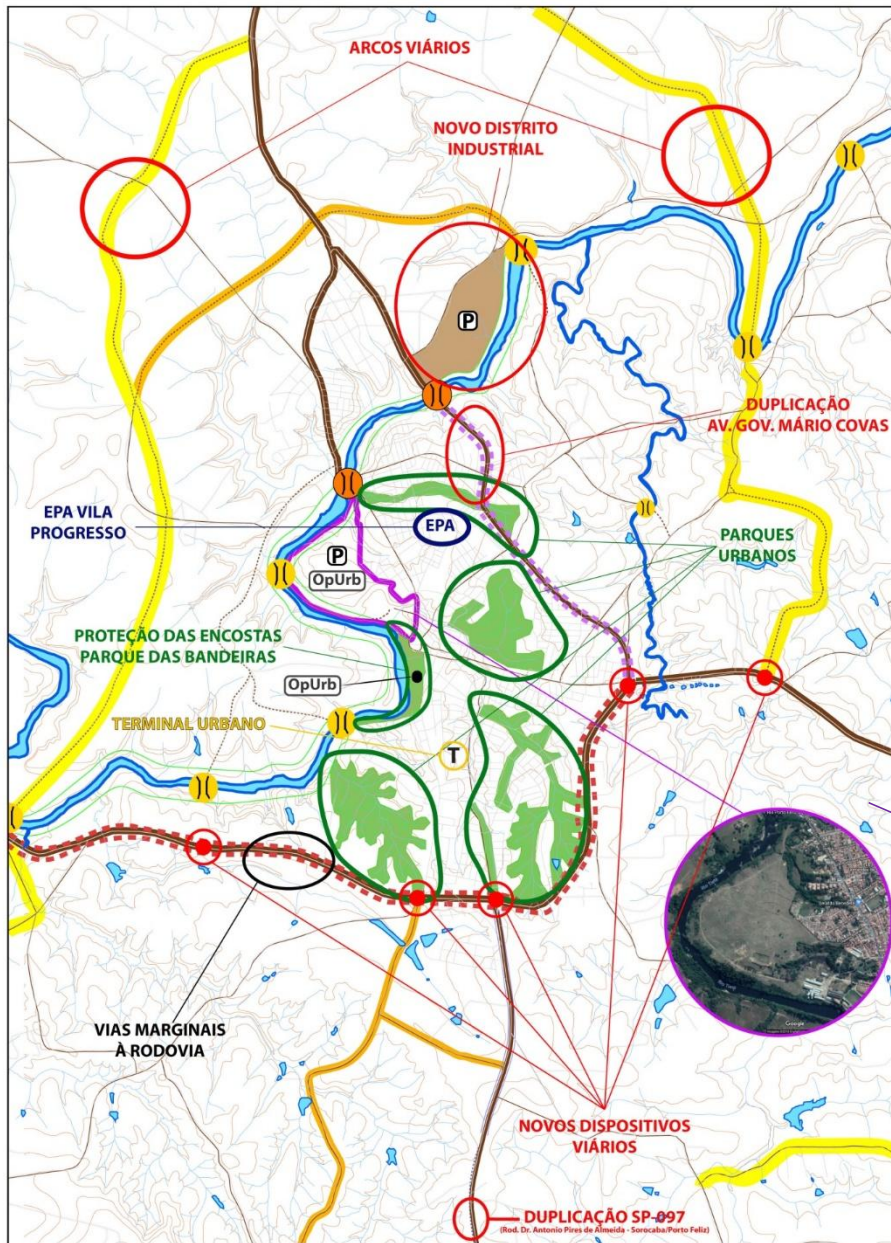 ARCOS VIÁRIOS
NOVO DISTRITO
INDUSTRIAL
P
DUPLICAÇÃO
AV. GOV. MÁRIO COVAS
EPA VILA
PROGRESSO
EPA
PARQUES
URBANOS
P
OpUrb
PROTEÇÃO DAS ENCOSTAS
PARQUE DAS BANDEIRAS
OpUrb
TERMINAL URBANO
T
VIAS MARGINAIS
À RODOVIA
Google
NOVOS DISPOSITIVOS
VIÁRIOS
DUPLICAÇÃO SP-097
(Rod. Dr. Antonio Pires de Almeida - Sorocaba/Porto Feliz)